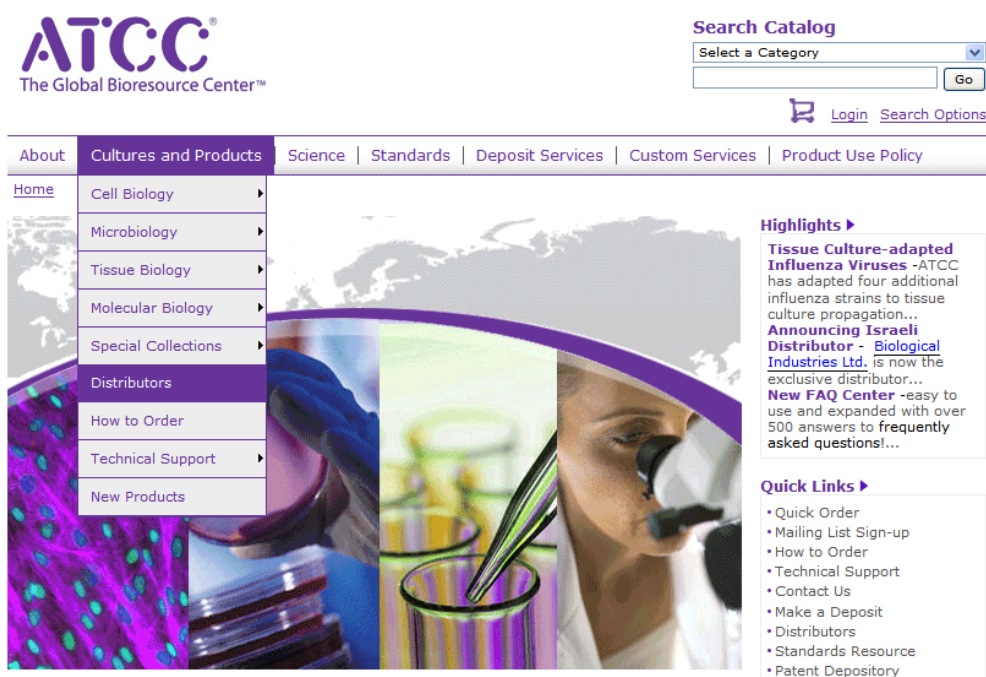 ATCC®
The Global Bioresource Center™
Search Catalog
Select a Category
Go
Login Search Options
About Cultures and Products | Science | Standards | Deposit Services | Custom Services | Product Use Policy
Home
Cell Biology
Microbiology
Tissue Biology
Molecular Biology
Special Collections
Distributors
How to Order
Technical Support
New Products
Highlights
Tissue Culture-adapted
Influenza Viruses -ATCC
has adapted four additional
influenza strains to tissue
culture propagation...
Announcing Israeli
Distributor - Biological
Industries Ltd. is now the
exclusive distributor...
New FAQ Center -easy to
use and expanded with over
500 answers to frequently
asked questions!...
Quick Links
• Quick Order
• Mailing List Sign-up
• How to Order
• Technical Support
• Contact Us
• Make a Deposit
• Distributors
• Standards Resource
• Patent Depository